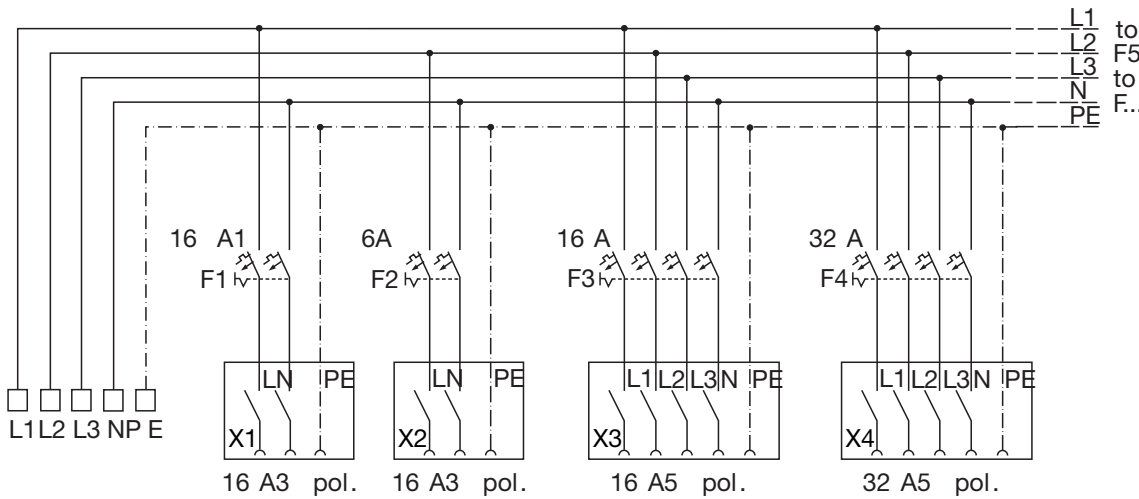 L1 to
L2 F5
L3 to
N F...
PE
16 A1 6A 16 A 32 A
F1 F2 F3 F4
LN PE LN PE L1 L2 L3 N PE L1 L2 L3 N PE
X1 X2 X3 X4
L1 L2 L3 NP E
16 A3 pol. 16 A3 pol. 16 A5 pol. 32 A5 pol.